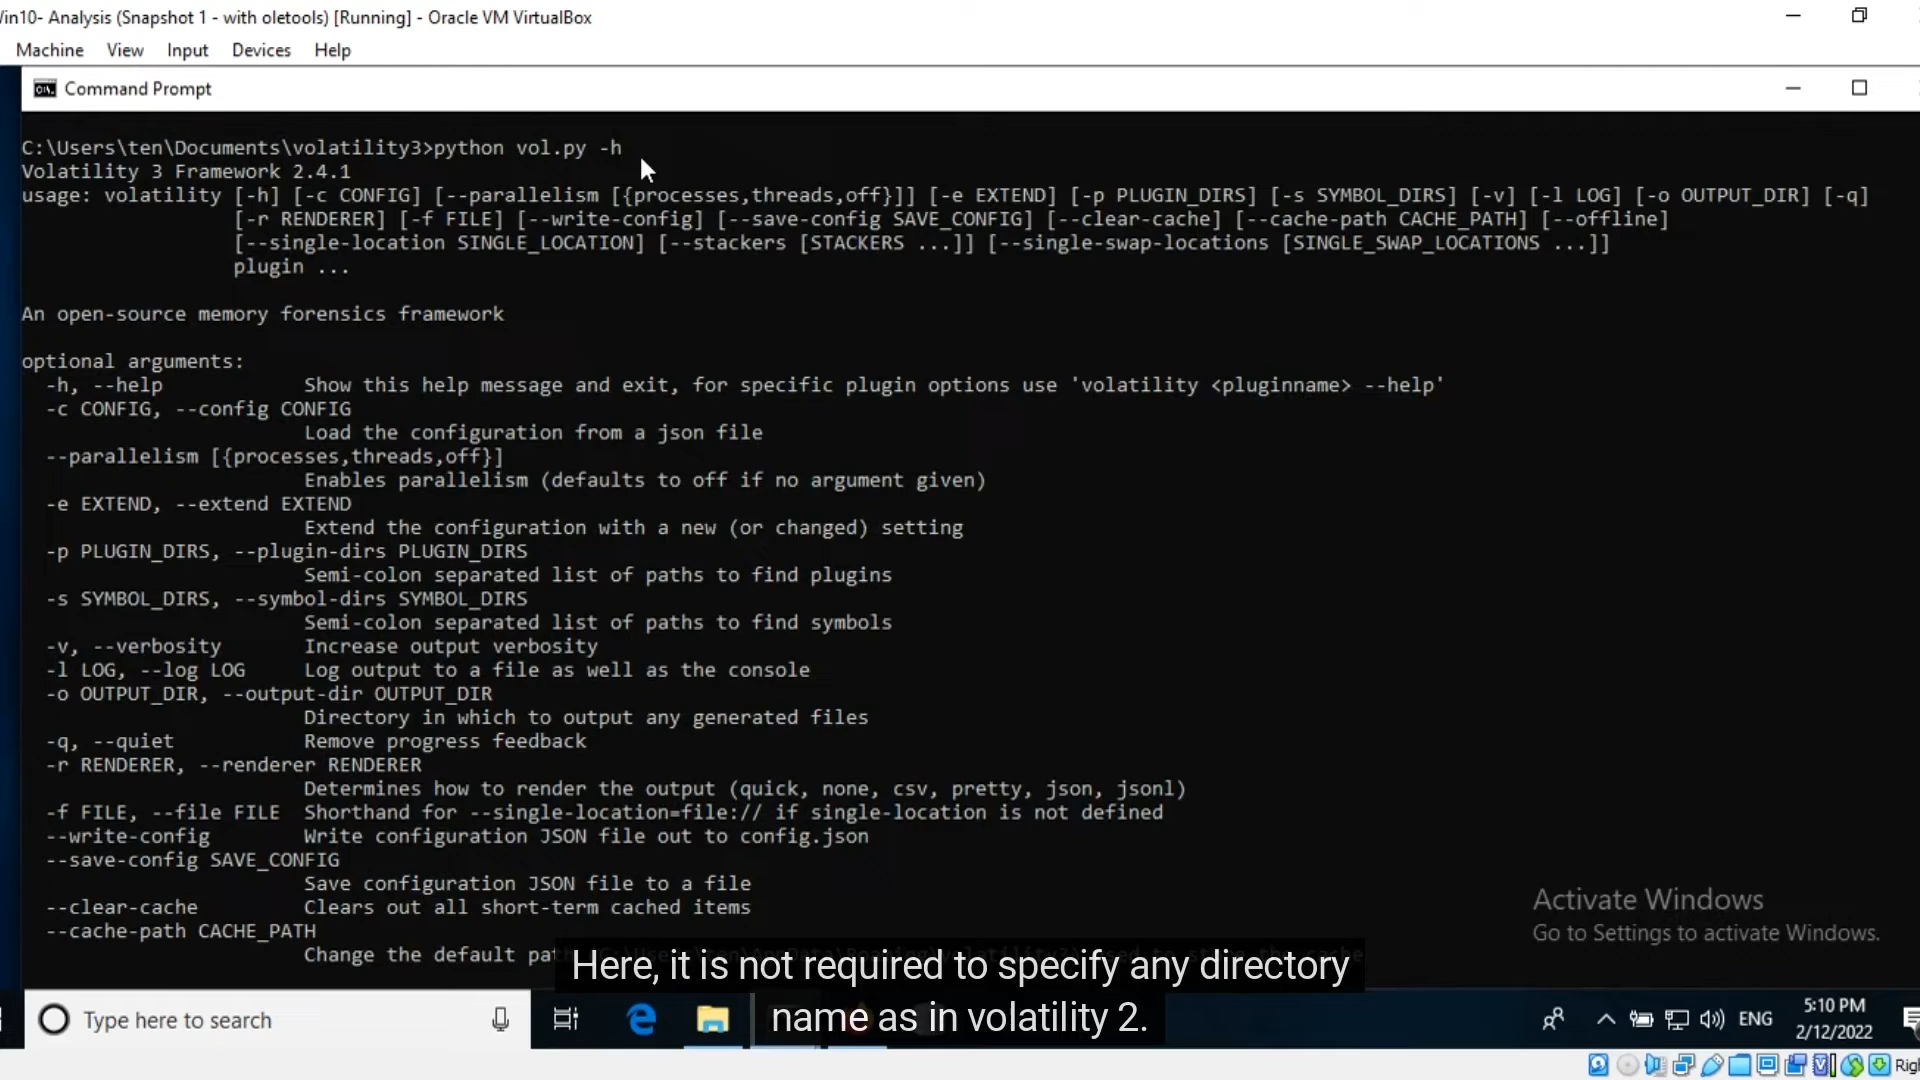 Win10- Analysis (Snapshot 1 - with oletools) [Running] - Oracle VM VirtualBox
Machine View Input Devices Help
Command Prompt
C:\Users\ten\Documents\volatility3>python vol.py -h
Volatility 3 Framework 2.4.1
usage: volatility [-h] [-c CONFIG] [--parallelism [{processes,threads,off}]] [-e EXTEND] [-p PLUGIN_DIRS] [-s SYMBOL_DIRS] [-v] [-l LOG] [-o OUTPUT_DIR] [-q]
[-r RENDERER] [-f FILE] [--write-config] [--save-config SAVE_CONFIG] [--clear-cache] [--cache-path CACHE_PATH] [--offline]
[--single-location SINGLE_LOCATION] [--stackers [STACKERS ...]] [--single-swap-locations [SINGLE_SWAP_LOCATIONS ...]]
plugin ...
An open-source memory forensics framework
optional arguments:
-h, --help Show this help message and exit, for specific plugin options use 'volatility <pluginname> --help'
-c CONFIG, --config CONFIG
Load the configuration from a json file
--parallelism [{processes,threads,off}]
Enables parallelism (defaults to off if no argument given)
-e EXTEND, --extend EXTEND
Extend the configuration with a new (or changed) setting
-p PLUGIN_DIRS, --plugin-dirs PLUGIN_DIRS
Semi-colon separated list of paths to find plugins
-s SYMBOL_DIRS, --symbol-dirs SYMBOL_DIRS
Semi-colon separated list of paths to find symbols
-v, --verbosity Increase output verbosity
-l LOG, --log LOG Log output to a file as well as the console
-o OUTPUT_DIR, --output-dir OUTPUT_DIR
Directory in which to output any generated files
-q, --quiet Remove progress feedback
-r RENDERER, --renderer RENDERER
Determines how to render the output (quick, none, csv, pretty, json, jsonl)
-f FILE, --file FILE Shorthand for --single-location=file:// if single-location is not defined
--write-config Write configuration JSON file out to config.json
--save-config SAVE_CONFIG
Save configuration JSON file to a file
--clear-cache Clears out all short-term cached items
--cache-path CACHE_PATH
Change the default
Activate Windows
Go to Settings to activate Windows.
Here, it is not required to specify any directory
name as in volatility 2.
Type here to search
ENG
5:10 PM
2/12/2022